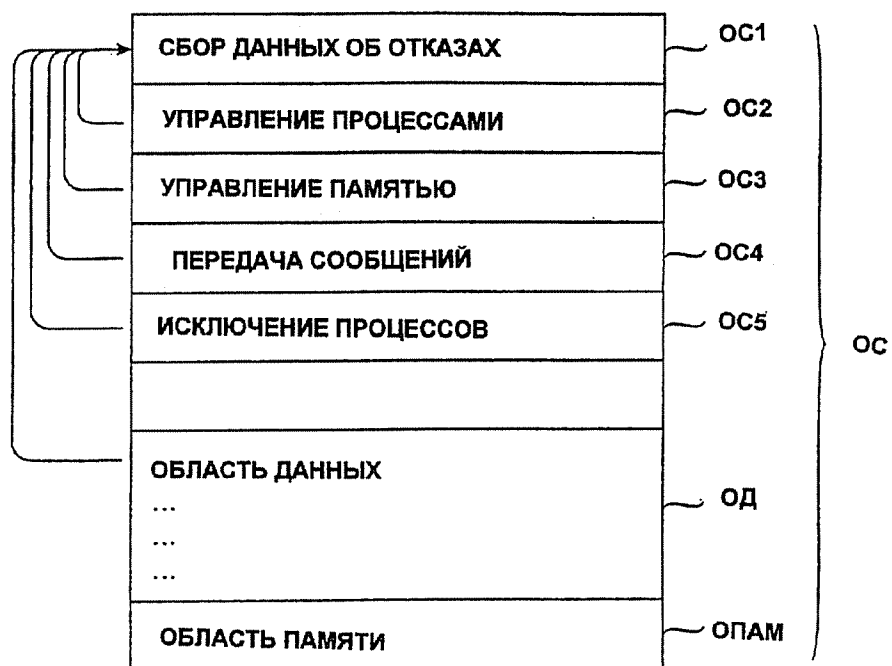 СБОР ДАННЫХ ОБ ОТКАЗАХ ОС1
УПРАВЛЕНИЕ ПРОЦЕССАМИ ОС2
УПРАВЛЕНИЕ ПАМЯТЬЮ ОС3
ПЕРЕДАЧА СООБЩЕНИЙ ОС4
ИСКЛЮЧЕНИЕ ПРОЦЕССОВ ОС5
ОС
ОБЛАСТЬ ДАННЫХ
...
... ОД
...
ОБЛАСТЬ ПАМЯТИ ОПАМ